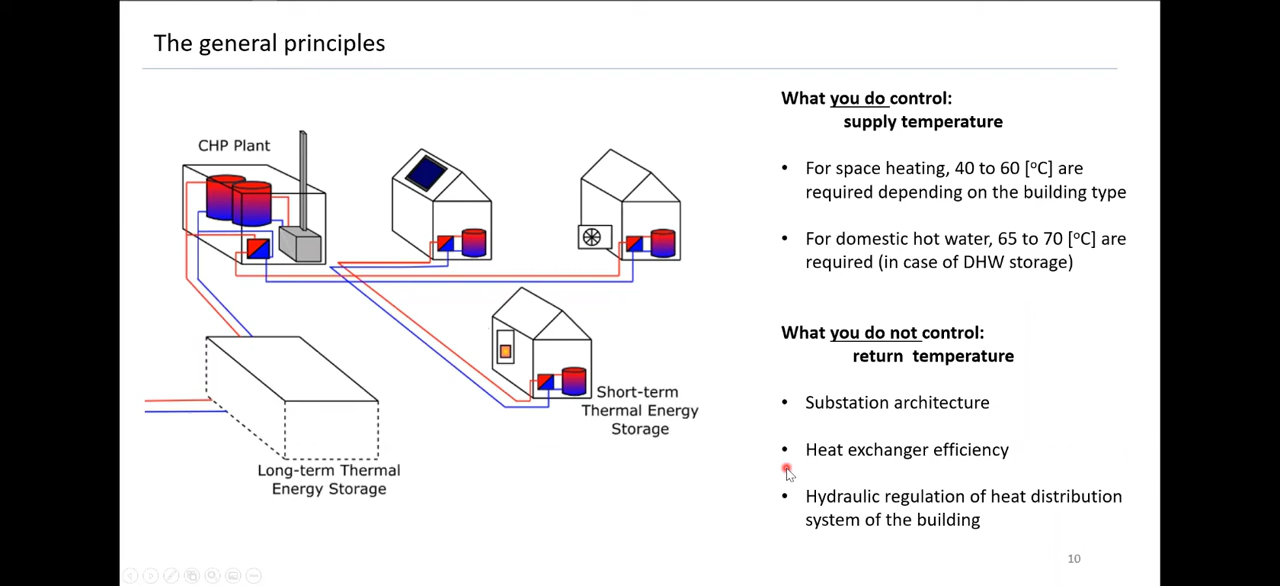 The general principles
CHP Plant
Short-term
Thermal Energy
Storage
Long-term Thermal
Energy Storage
What you do control:
supply temperature
• For space heating, 40 to 60 [°C] are
required depending on the building type
• For domestic hot water, 65 to 70 [°C] are
required (in case of DHW storage)
What you do not control:
return temperature
• Substation architecture
• Heat exchanger efficiency
• Hydraulic regulation of heat distribution
system of the building
10